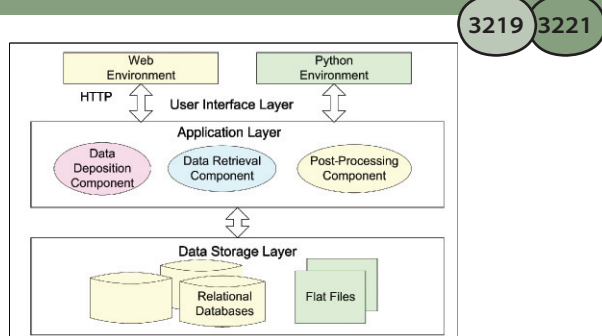 3219 3221
Web
Environment
Python
Environment
HTTP
User Interface Layer
Application Layer
Data
Deposition
Component
Data Retrieval
Component
Post-Processing
Component
Data Storage Layer
Relational
Databases
Flat Files